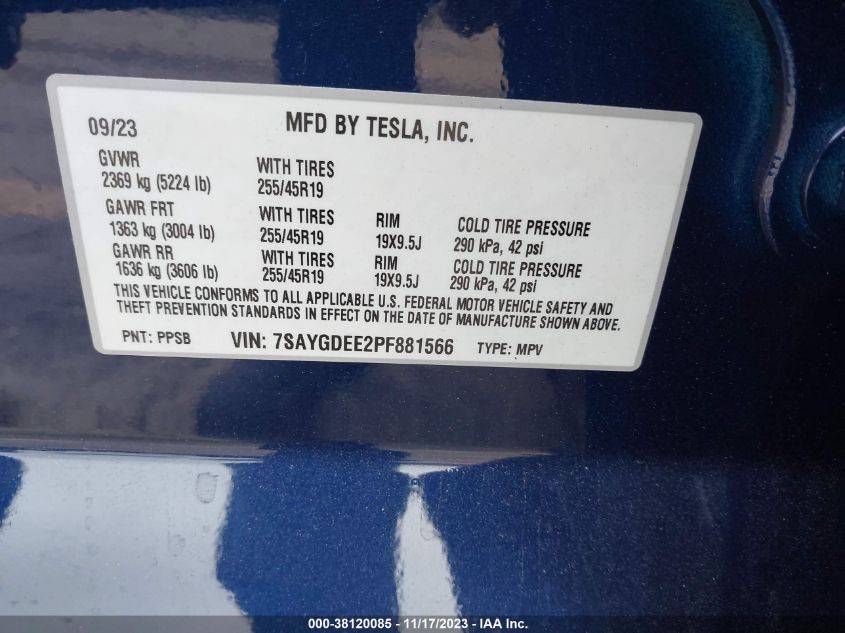 09/23 MFD BY TESLA, INC.
GVWR WITH TIRES
2369 kg (5224 lb) 255/45R19
GAWR FRT WITH TIRES RIM COLD TIRE PRESSURE
1363 kg (3004 lb) 255/45R19 19X9.5J 290 kPa, 42 psi
GAWR RR WITH TIRES RIM COLD TIRE PRESSURE
1636 kg (3606 lb) 255/45R19 19X9.5J 290 kPa, 42 psi
THIS VEHICLE CONFORMS TO ALL APPLICABLE U.S. FEDERAL MOTOR VEHICLE SAFETY AND
THEFT PREVENTION STANDARDS IN EFFECT ON THE DATE OF MANUFACTURE SHOWN ABOVE.
PNT: PPSB VIN: 7SAYGDEE2PF881566 TYPE: MPV
000-38120085 - 11/17/2023 - IAA Inc.